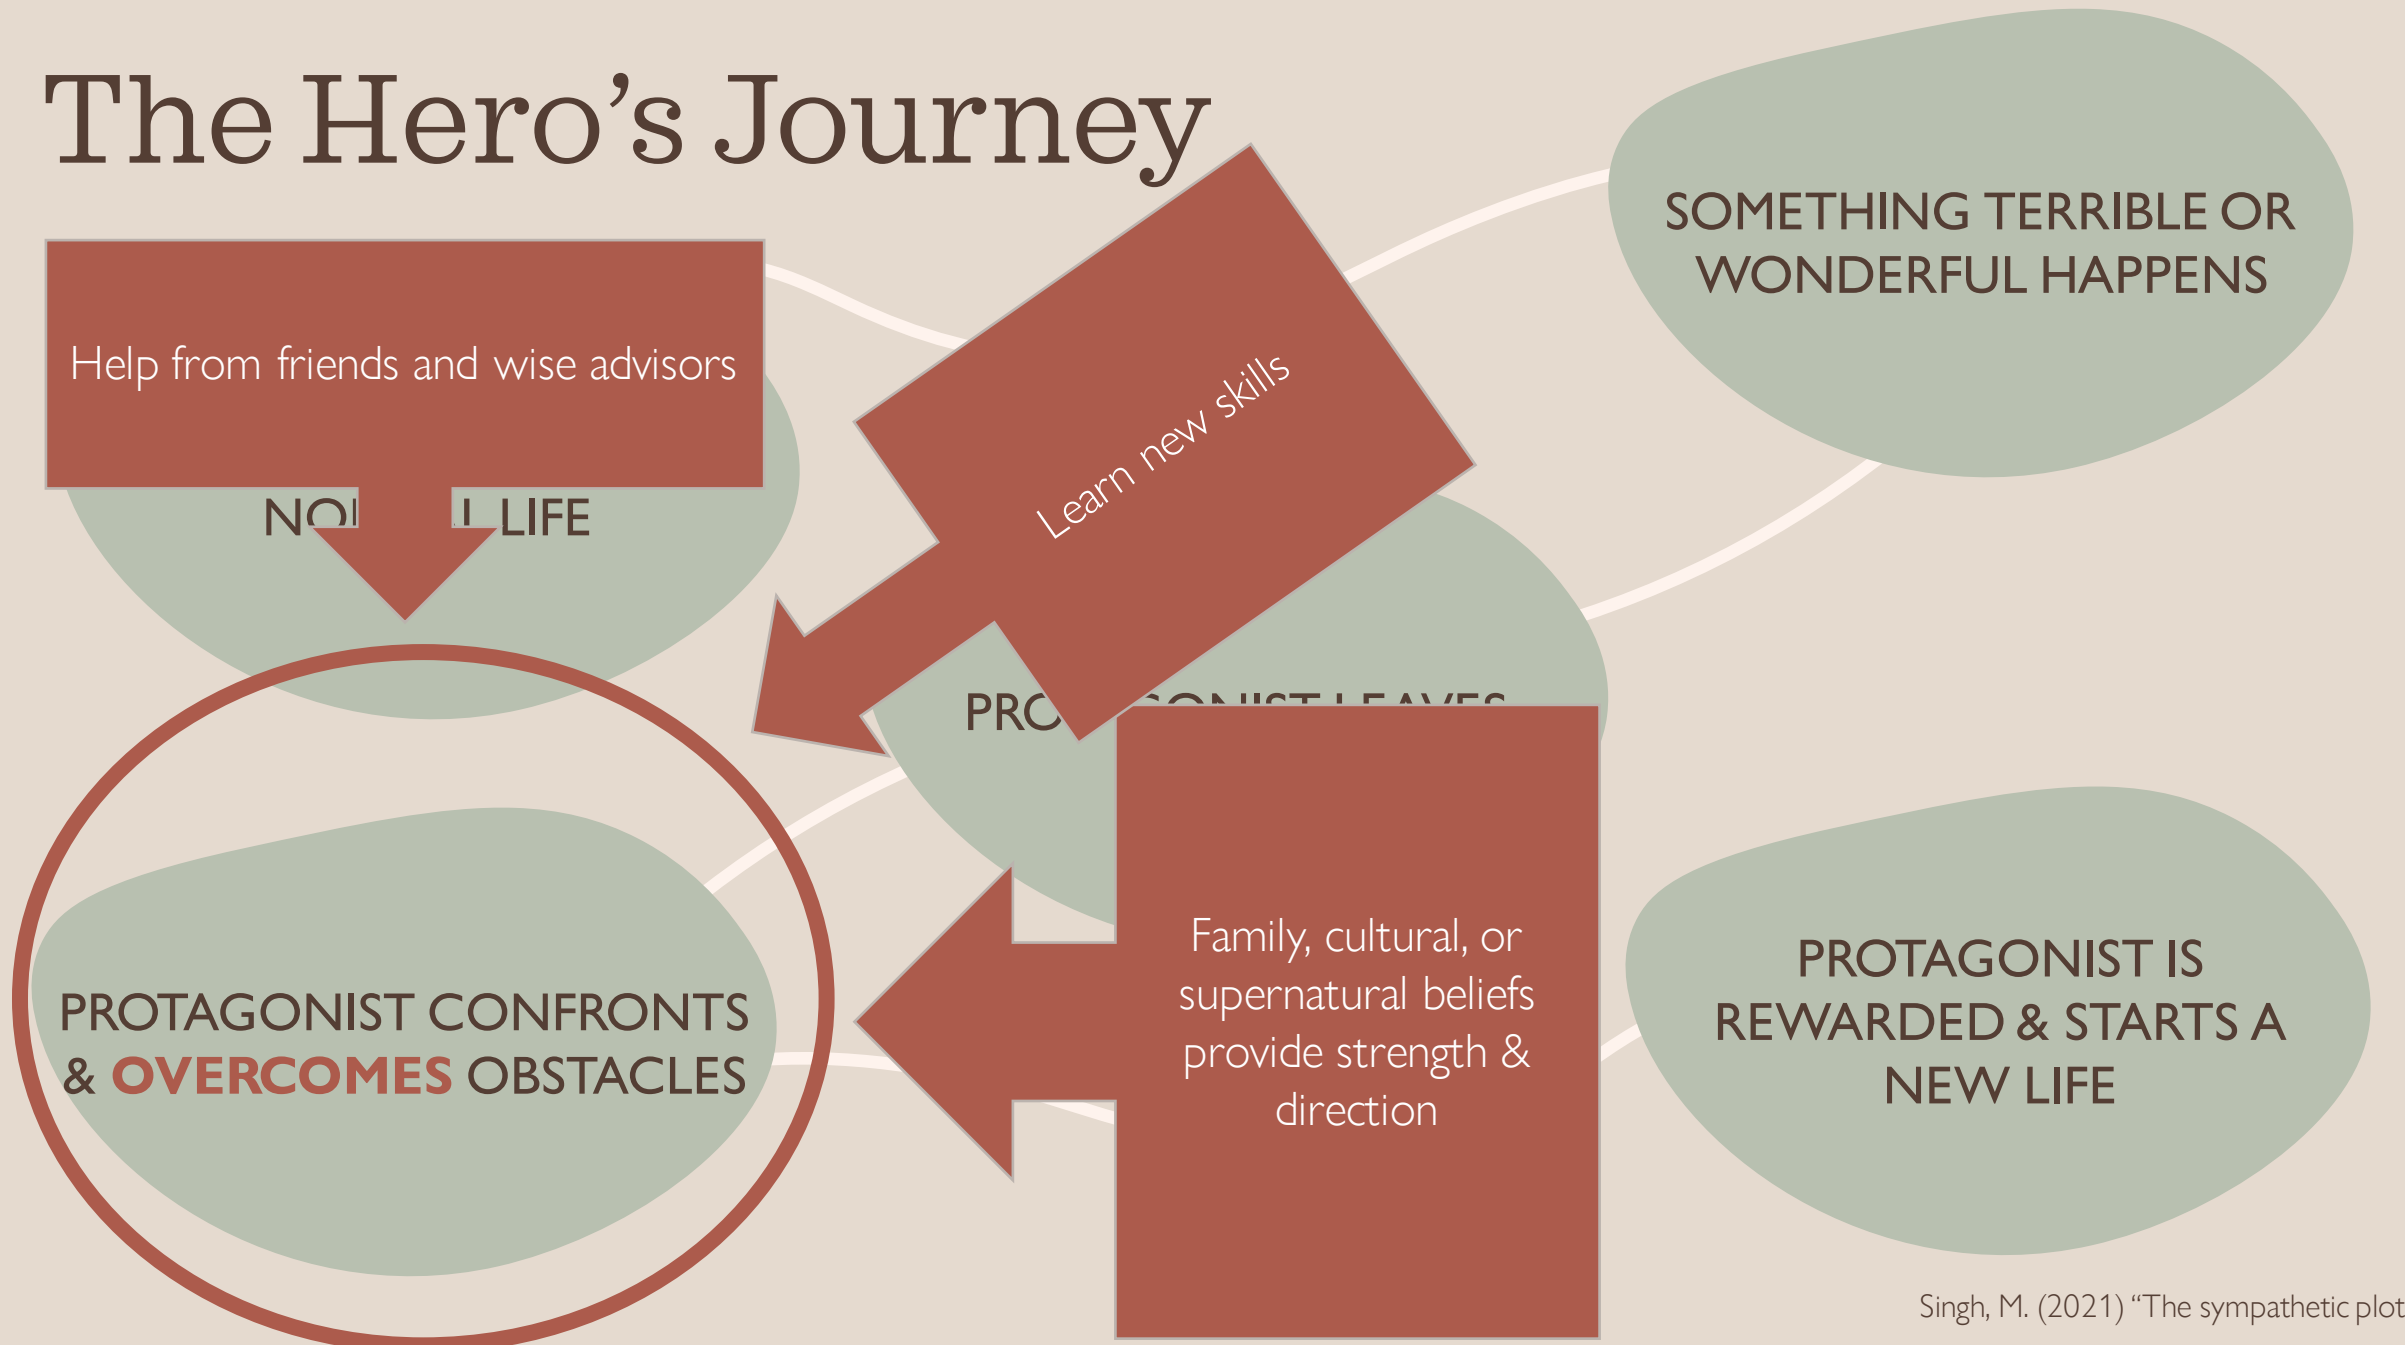 The Hero’s Journey
SOMETHING TERRIBLE OR
WONDERFUL HAPPENS
Help from friends and wise advisors
Learn new skills
LIFE
PROTAGONIST CONFRONTS
& OVERCOMES OBSTACLES
Family, cultural, or
supernatural beliefs
provide strength &
direction
PROTAGONIST IS
REWARDED & STARTS A
NEW LIFE
Singh, M. (2021) “The sympathetic plot